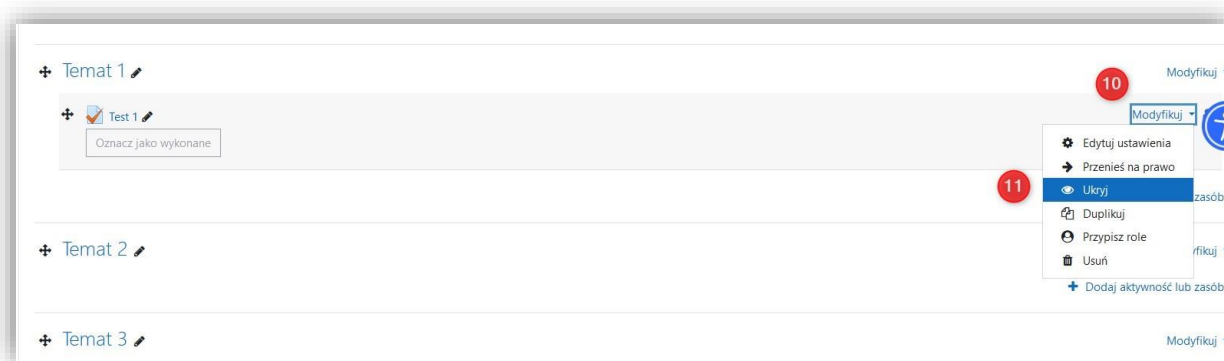 Temat 1
Modyfikuj
10
Test 1
Modyfikuj
Oznacz jako wykonane
Edytuj ustawienia
Przenieś na prawo
11
Ukryj
zasób
Duplikuj
Przypisz role
Usuń
Temat 2
yfikuj
Dodaj aktywność lub zasób
Temat 3
Modyfikuj